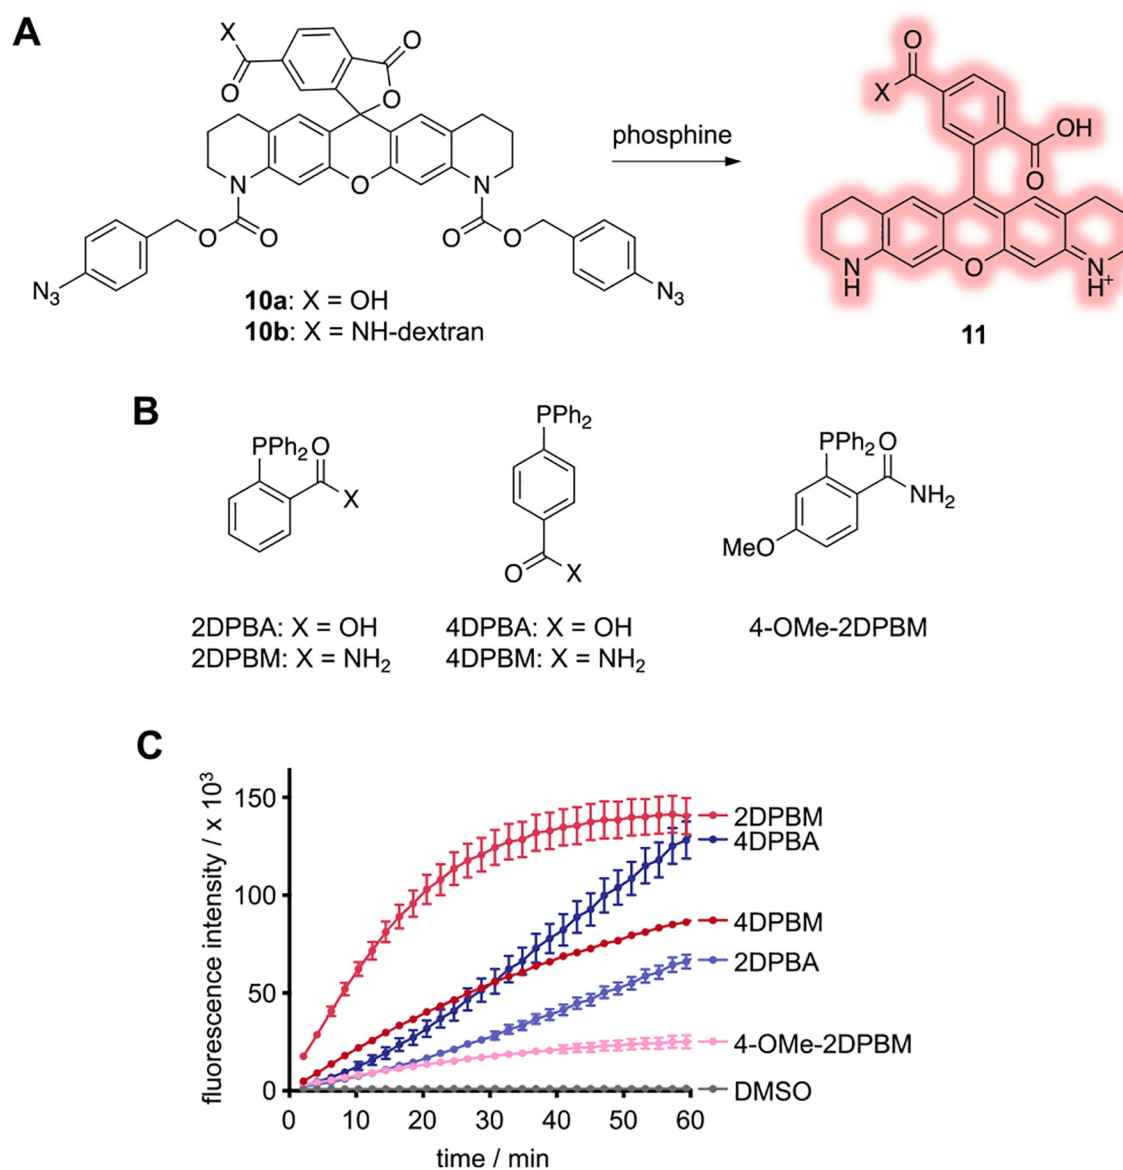 A
X
O
O
O
phosphine
O
X
OH
O
N
O
N
O
O
O
O
N₃
N₃
N
H
O
N
H⁺
10a: X = OH
10b: X = NH-dextran
11
B
PPh₂
O
X
PPh₂
O
X
PPh₂
O
NH₂
MeO
2DPBA: X = OH
2DPBM: X = NH₂
4DPBA: X = OH
4DPBM: X = NH₂
4-OMe-2DPBM
C
fluorescence intensity / x 10³
150
100
50
0
0 10 20 30 40 50 60
time / min
2DPBM
4DPBA
4DPBM
2DPBA
4-OMe-2DPBM
DMSO